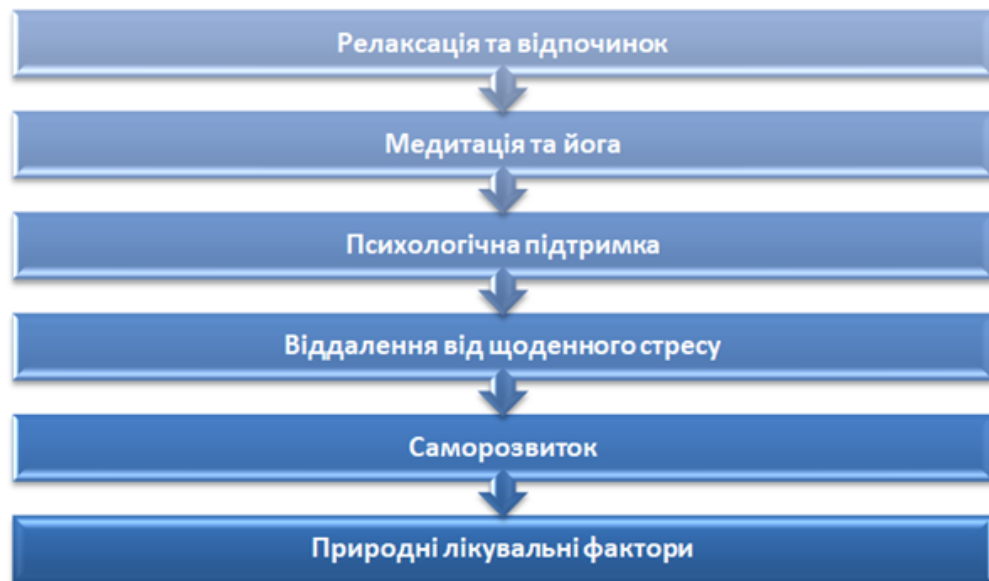 Релаксація та відпочинок
Медитація та йога
Психологічна підтримка
Віддалення від щоденного стресу
Саморозвиток
Природні лікувальні фактори